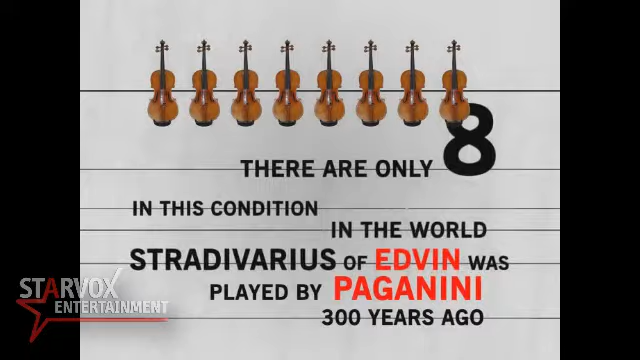 THERE ARE ONLY 8
IN THIS CONDITION
IN THE WORLD
STRADIVARIUS OF EDVIN WAS
PLAYED BY PAGANINI
300 YEARS AGO
STARVOX
ENTERTAINMENT